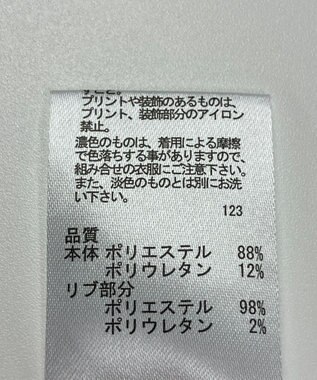 すこと。
プリントや装飾のあるものは、
プリント、装飾部分のアイロン
禁止。
濃色のものは、着用による摩擦
で色落ちする事がありますので、
組み合せの衣服にご注意下さい。
また、淡色のものとは別にお洗
い下さい。
123
品質
本体 ポリエステル 88%
ポリウレタン 12%
リブ部分
ポリエステル 98%
ポリウレタン 2%